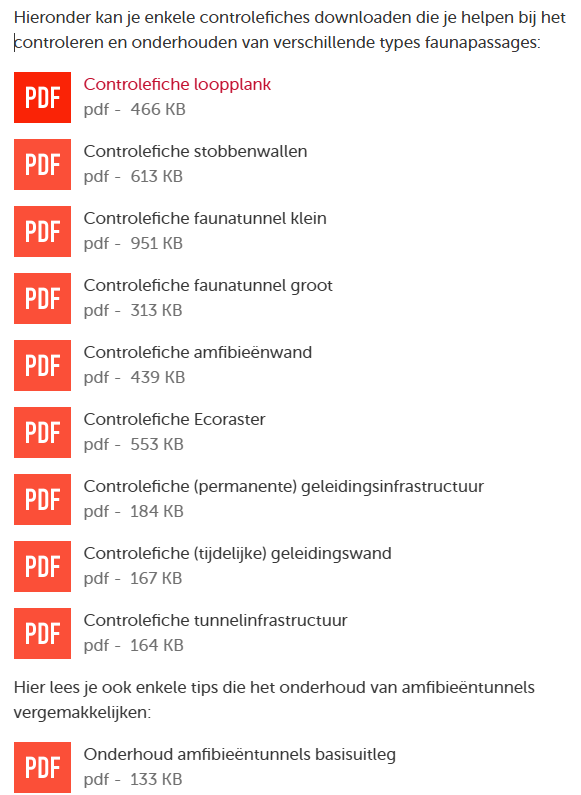 Hieronder kan je enkele controlefiches downloaden die je helpen bij het
controleren en onderhouden van verschillende types faunapassages:
PDF
Controlefiche loopplank
pdf - 466 KB
PDF
Controlefiche stobbenwallen
pdf - 613 KB
PDF
Controlefiche faunatunnel klein
pdf - 951 KB
PDF
Controlefiche faunatunnel groot
pdf - 313 KB
PDF
Controlefiche amfibieënwand
pdf - 439 KB
PDF
Controlefiche Ecoraster
pdf - 553 KB
PDF
Controlefiche (permanente) geleidingsinfrastructuur
pdf - 184 KB
PDF
Controlefiche (tijdelijke) geleidingswand
pdf - 167 KB
PDF
Controlefiche tunnelinfrastructuur
pdf - 164 KB
Hier lees je ook enkele tips die het onderhoud van amfibieëntunnels
vergemakkelijken:
PDF
Onderhoud amfibieëntunnels basisuitleg
pdf - 133 KB